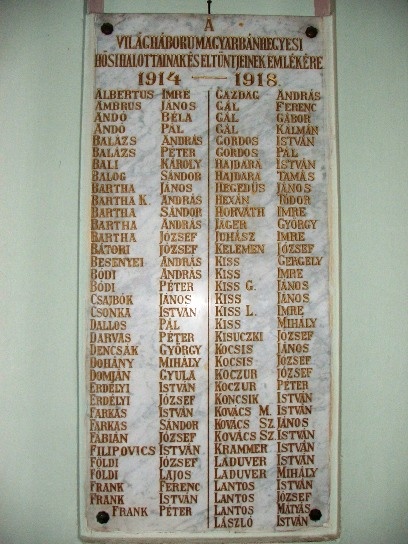 A
VILÁGHÁBORU MAGYARBÁNHEGYESI
HŐSI HALOTTAINAK ÉS ELTÜNTJEINEK EMLÉKÉRE
1914 — 1918.
ALBERTUS IMRE
AMBRUS JÁNOS
ANDÓ BÉLA
ANDÓ PÁL
BALÁZS ANDRÁS
BALÁZS PÉTER
BALI KÁROLY
BALOG SÁNDOR
BARTHA JÁNOS
BARTHA K. ANDRÁS
BARTHA SÁNDOR
BARTHA ANDRÁS
BARTHA JÓZSEF
BÁTORI JÓZSEF
BESENYEI ANDRÁS
BÓDI ANDRÁS
BÓDI PÉTER
CSAJBÓK JÁNOS
CSONKA ISTVÁN
DALLOS PÁL
DARVAS PÉTER
DENCSÁK GYÖRGY
DOHÁNY MIHÁLY
DOMJÁN GYULA
ERDÉLYI ISTVÁN
ERDÉLYI JÓZSEF
FARKAS ISTVÁN
FARKAS SÁNDOR
FÁBIÁN JÓZSEF
FILIPOVICS ISTVÁN
FÖLDI JÓZSEF
FÖLDI LAJOS
FRANK FERENC
FRANK ISTVÁN
FRANK PÉTER
GAZDAG ANDRÁS
GÁL FERENC
GÁL GÁBOR
GÁL KÁLMÁN
GORDOS ISTVÁN
GORDOS PÁL
HAJDARA ISTVÁN
HAJDARA TAMÁS
HEGEDÜS JÁNOS
HEXÁN TODOR
HORVÁTH IMRE
JÁGER GYÖRGY
JUHÁSZ IMRE
KELEMEN JÓZSEF
KISS GERGELY
KISS IMRE
KISS G. JÁNOS
KISS JÁNOS
KISS L. IMRE
KISS MIHÁLY
KISUCZKI JÓZSEF
KOCSIS JÁNOS
KOCSIS JÓZSEF
KOCZUR JÓZSEF
KOCZUR PÉTER
KONCSIK ISTVÁN
KOVÁCS M. ISTVÁN
KOVÁCS SZ. JÁNOS
KOVÁCS SZ. ISTVÁN
KRAMMER ISTVÁN
LADUVER ISTVÁN
LADUVER MIHÁLY
LANTOS ISTVÁN
LANTOS JÓZSEF
LANTOS MÁTYÁS
LÁSZLÓ ISTVÁN